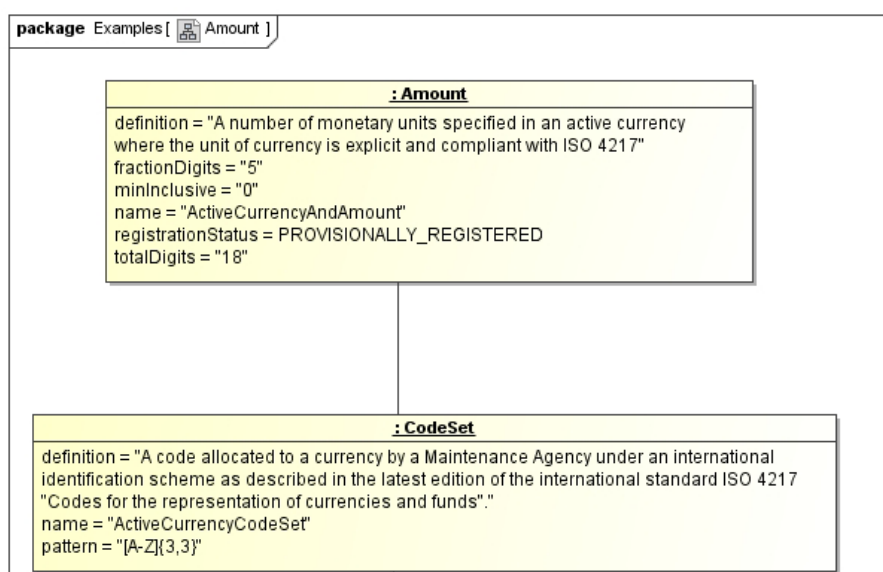 package Examples [ Amount ]
: Amount
definition = "A number of monetary units specified in an active currency
where the unit of currency is explicit and compliant with ISO 4217"
fractionDigits = "5"
minInclusive = "0"
name = "ActiveCurrencyAndAmount"
registrationStatus = PROVISIONALLY_REGISTERED
totalDigits = "18"
: CodeSet
definition = "A code allocated to a currency by a Maintenance Agency under an international
identification scheme as described in the latest edition of the international standard ISO 4217
"Codes for the representation of currencies and funds"."
name = "ActiveCurrencyCodeSet"
pattern = "[A-Z]{3,3}"